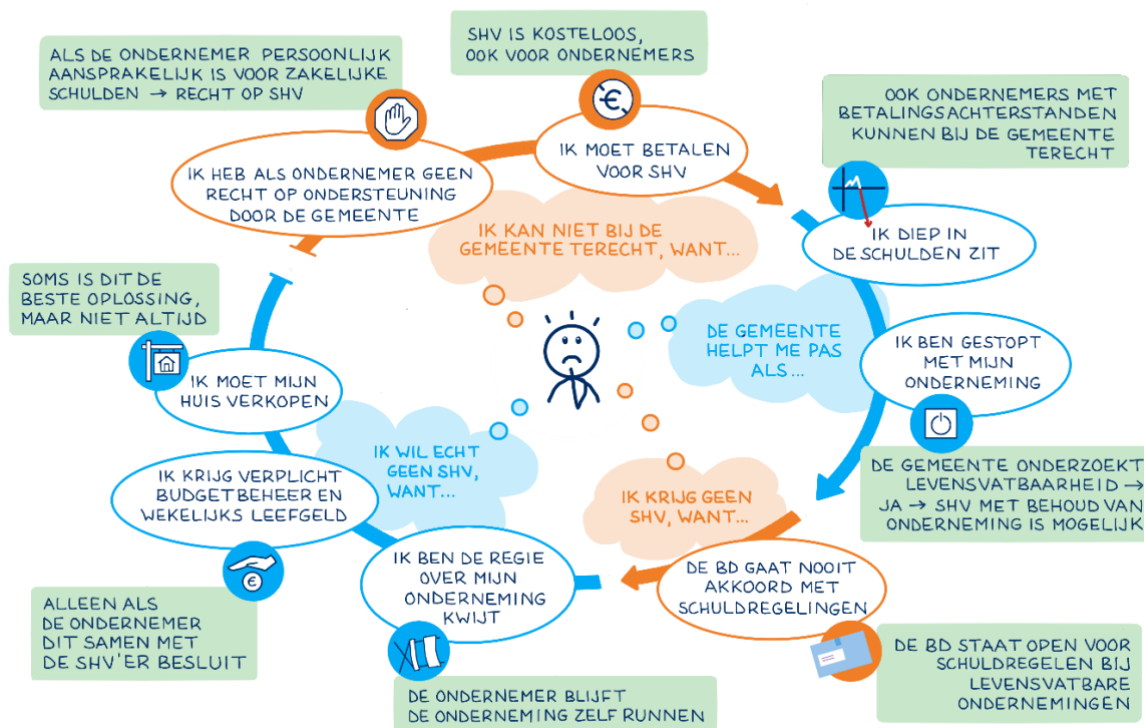 ALS DE ONDERNEMER PERSOONLIJK
AANSPRAKELIJK IS VOOR ZAKELIJKE
SCHULDEN → RECHT OP SHV
SHV IS KOSTELOOS,
OOK VOOR ONDERNEMERS
OOK ONDERNEMERS MET
BETALINGSACHTERSTANDEN
KUNNEN BIJ DE GEMEENTE
TERECHT
IK HEB ALS ONDERNEMER GEEN
RECHT OP ONDERSTEUNING
DOOR DE GEMEENTE
€
IK MOET BETALEN
VOOR SHV
IK KAN NIET BIJ DE
GEMEENTE TERECHT, WANT...
IK DIEP IN
DE SCHULDEN ZIT
DE GEMEENTE
HELPT ME PAS
ALS...
IK BEN GESTOPT
MET MIJN
ONDERNEMING
DE GEMEENTE ONDERZOEKT
LEVENSVATBAARHEID →
JA → SHV MET BEHOUD VAN
ONDERNEMING IS MOGELIJK
IK KRIJG GEEN
SHV, WANT...
DE BD GAAT NOOIT
AKKOORD MET
SCHULDREGELINGEN
DE BD STAAT OPEN VOOR
SCHULDREGELEN BIJ
LEVENSVATBARE
ONDERNEMINGEN
IK WIL ECHT
GEEN SHV,
WANT...
IK BEN DE REGIE
OVER MIJN
ONDERNEMING
KWIJT
DE ONDERNEMER BLIJFT
DE ONDERNEMING ZELF RUNNEN
IK KRIJG VERPLICHT
BUDGETBEHEER EN
WEKELIJKS LEEFGELD
€
ALLEEN ALS
DE ONDERNEMER
DIT SAMEN MET
DE SHV'ER BESLUIT
SOMS IS DIT DE
BESTE OPLOSSING,
MAAR NIET ALTIJD
IK MOET MIJN
HUIS VERKOPEN